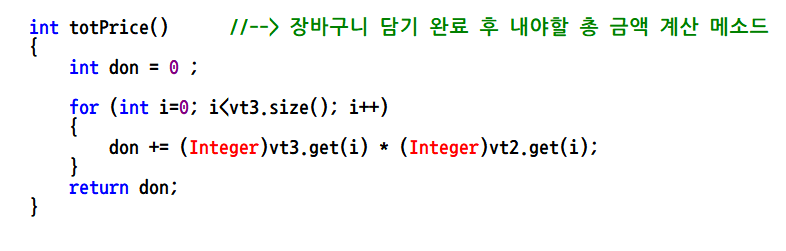 int totPrice()      //--> 장바구니 담기 완료 후 내야할 총 금액 계산 메소드
{
    int don = 0 ;

    for (int i=0; i<vt3.size(); i++)
    {
        don += (Integer)vt3.get(i) * (Integer)vt2.get(i);
    }
    return don;
}